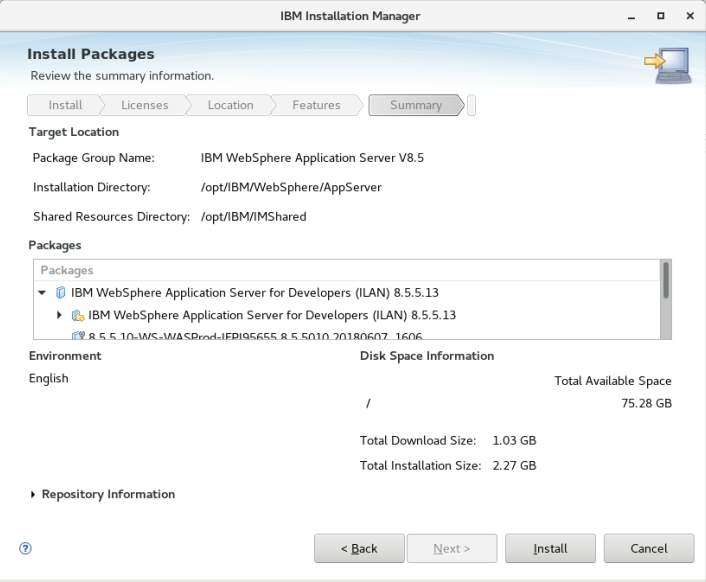 IBM Installation Manager
Install Packages
Review the summary information.
Install Licenses Location Features Summary
Target Location
Package Group Name: IBM WebSphere Application Server V8.5
Installation Directory: /opt/IBM/WebSphere/AppServer
Shared Resources Directory: /opt/IBM/IMShared
Packages
Packages
IBM WebSphere Application Server for Developers (ILAN) 8.5.5.13
IBM WebSphere Application Server for Developers (ILAN) 8.5.5.13
8.5.5.10-WS-WASProd-IFPI95655 8.5.5010.20180607_1606
Environment Disk Space Information
English
Total Available Space
/ 75.28 GB
Total Download Size: 1.03 GB
Total Installation Size: 2.27 GB
Repository Information
? < Back Next > Install Cancel